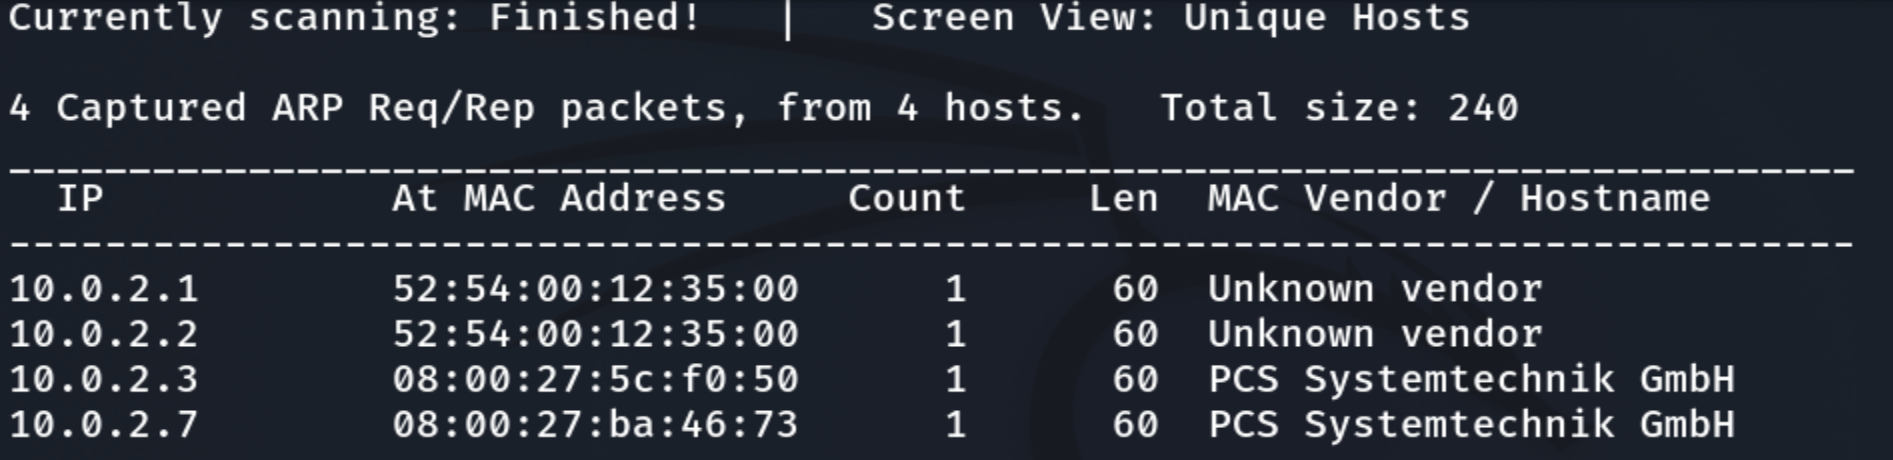 Currently scanning: Finished!   |   Screen View: Unique Hosts
4 Captured ARP Req/Rep packets, from 4 hosts.   Total size: 240
_____________________________________________________________________________
  IP            At MAC Address     Count     Len  MAC Vendor / Hostname
-----------------------------------------------------------------------------
10.0.2.1        52:54:00:12:35:00      1      60  Unknown vendor
10.0.2.2        52:54:00:12:35:00      1      60  Unknown vendor
10.0.2.3        08:00:27:5c:f0:50      1      60  PCS Systemtechnik GmbH
10.0.2.7        08:00:27:ba:46:73      1      60  PCS Systemtechnik GmbH